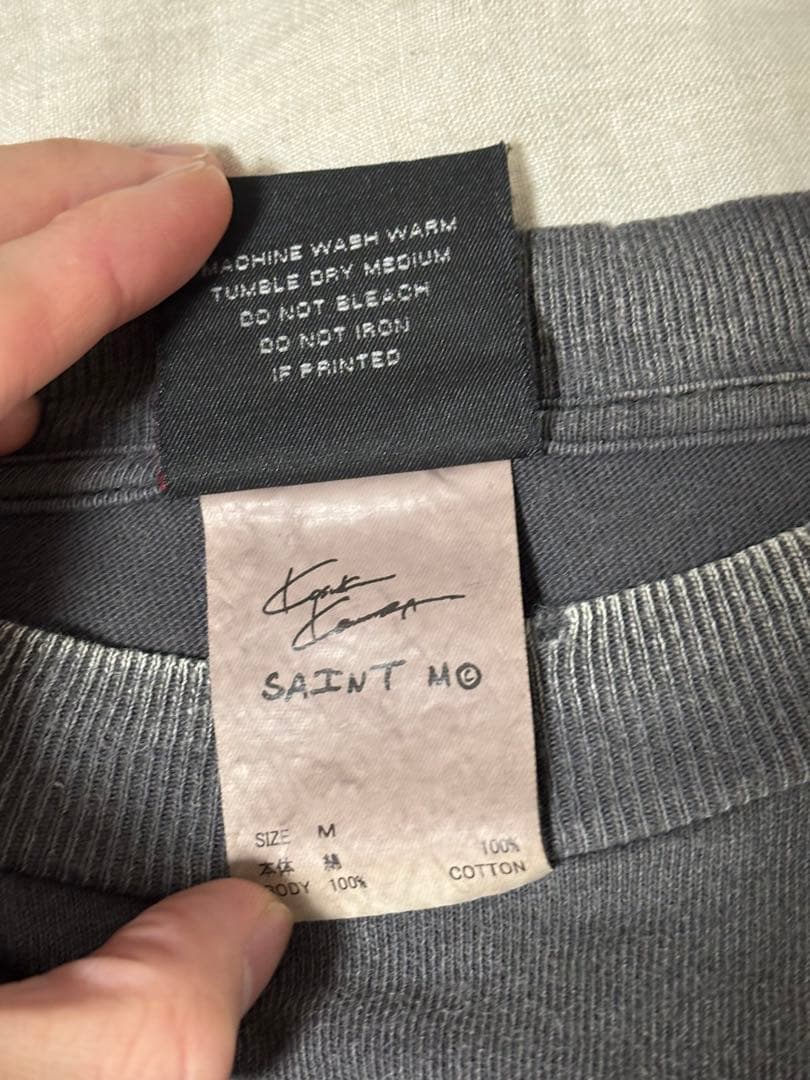 MACHINE WASH WARM
TUMBLE DRY MEDIUM
DO NOT BLEACH
DO NOT IRON
IF PRINTED
SAINT M©
SIZE M
本体 綿 100%
BODY 100% COTTON